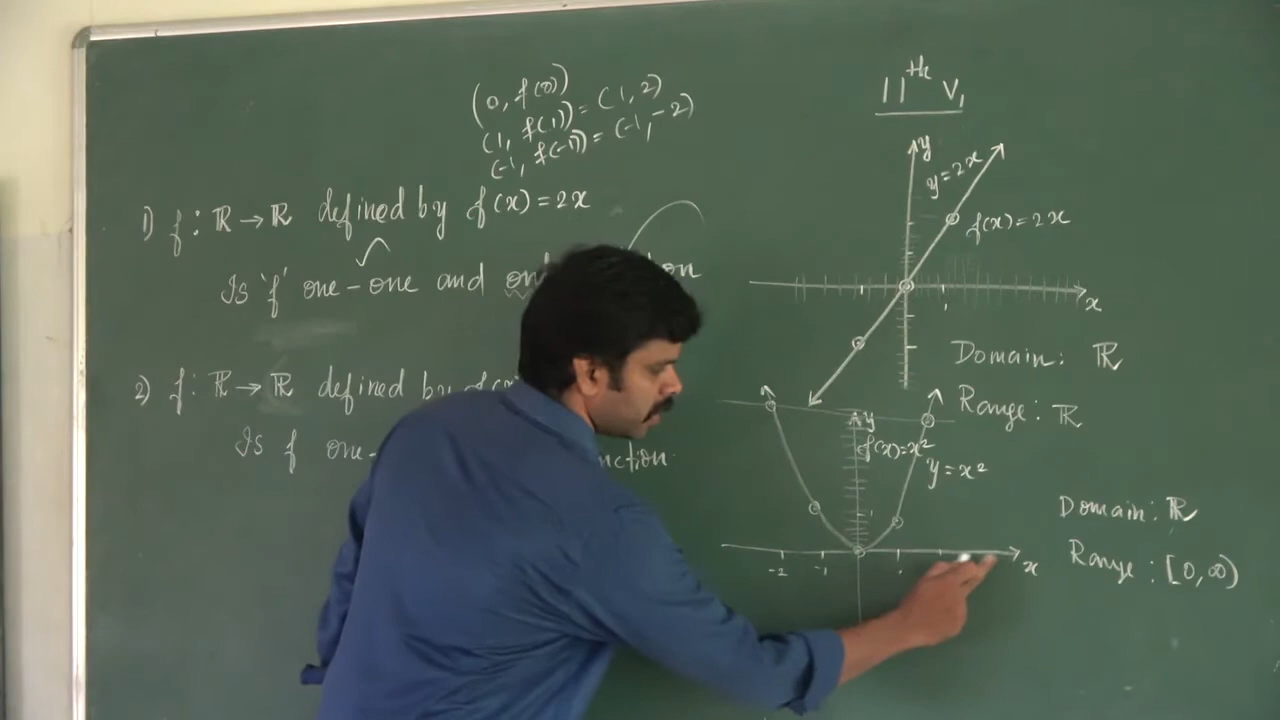 11th V1
(0, f(0))
(1, f(1)) = (1, 2)
(-1, f(-1)) = (-1, -2)
1) f : ℝ → ℝ defined by f(x) = 2x
Is 'f' one-one and
2) f : ℝ → ℝ defined by
Is f one-
y
y = 2x
f(x) = 2x
x
Domain: ℝ
Range: ℝ
y
f(x) = x²
y = x²
-2 -1 1
x
Domain: ℝ
Range: [0, ∞)